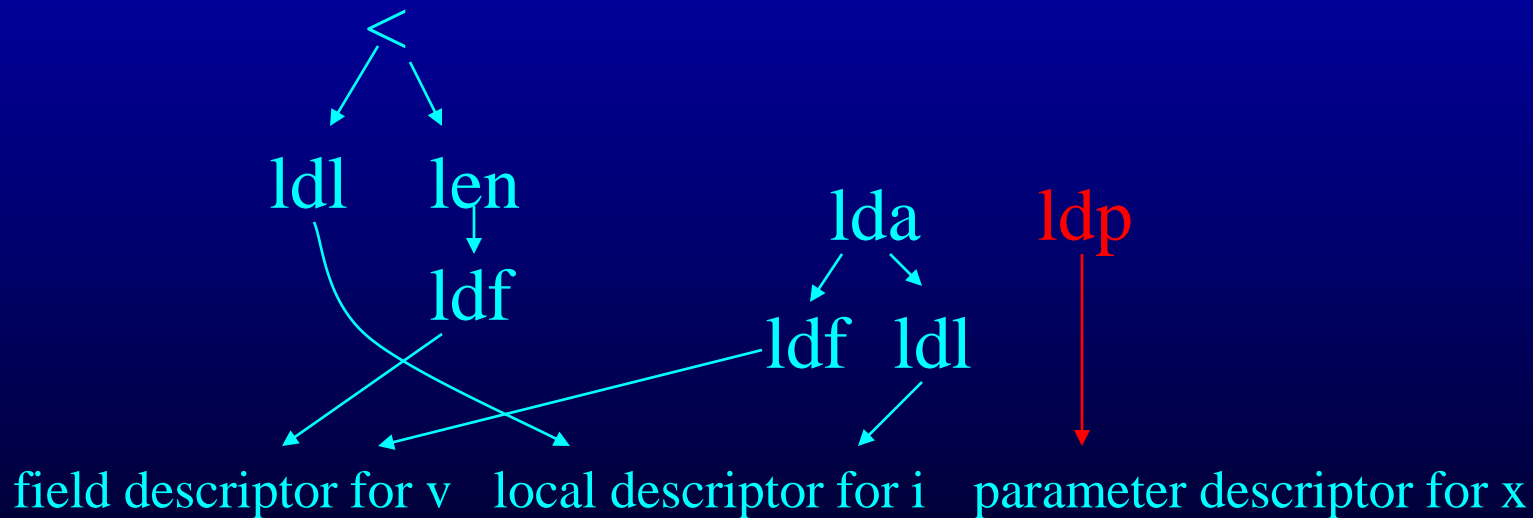 <
ldl len
lda ldp
ldf
ldf ldl
field descriptor for v local descriptor for i parameter descriptor for x